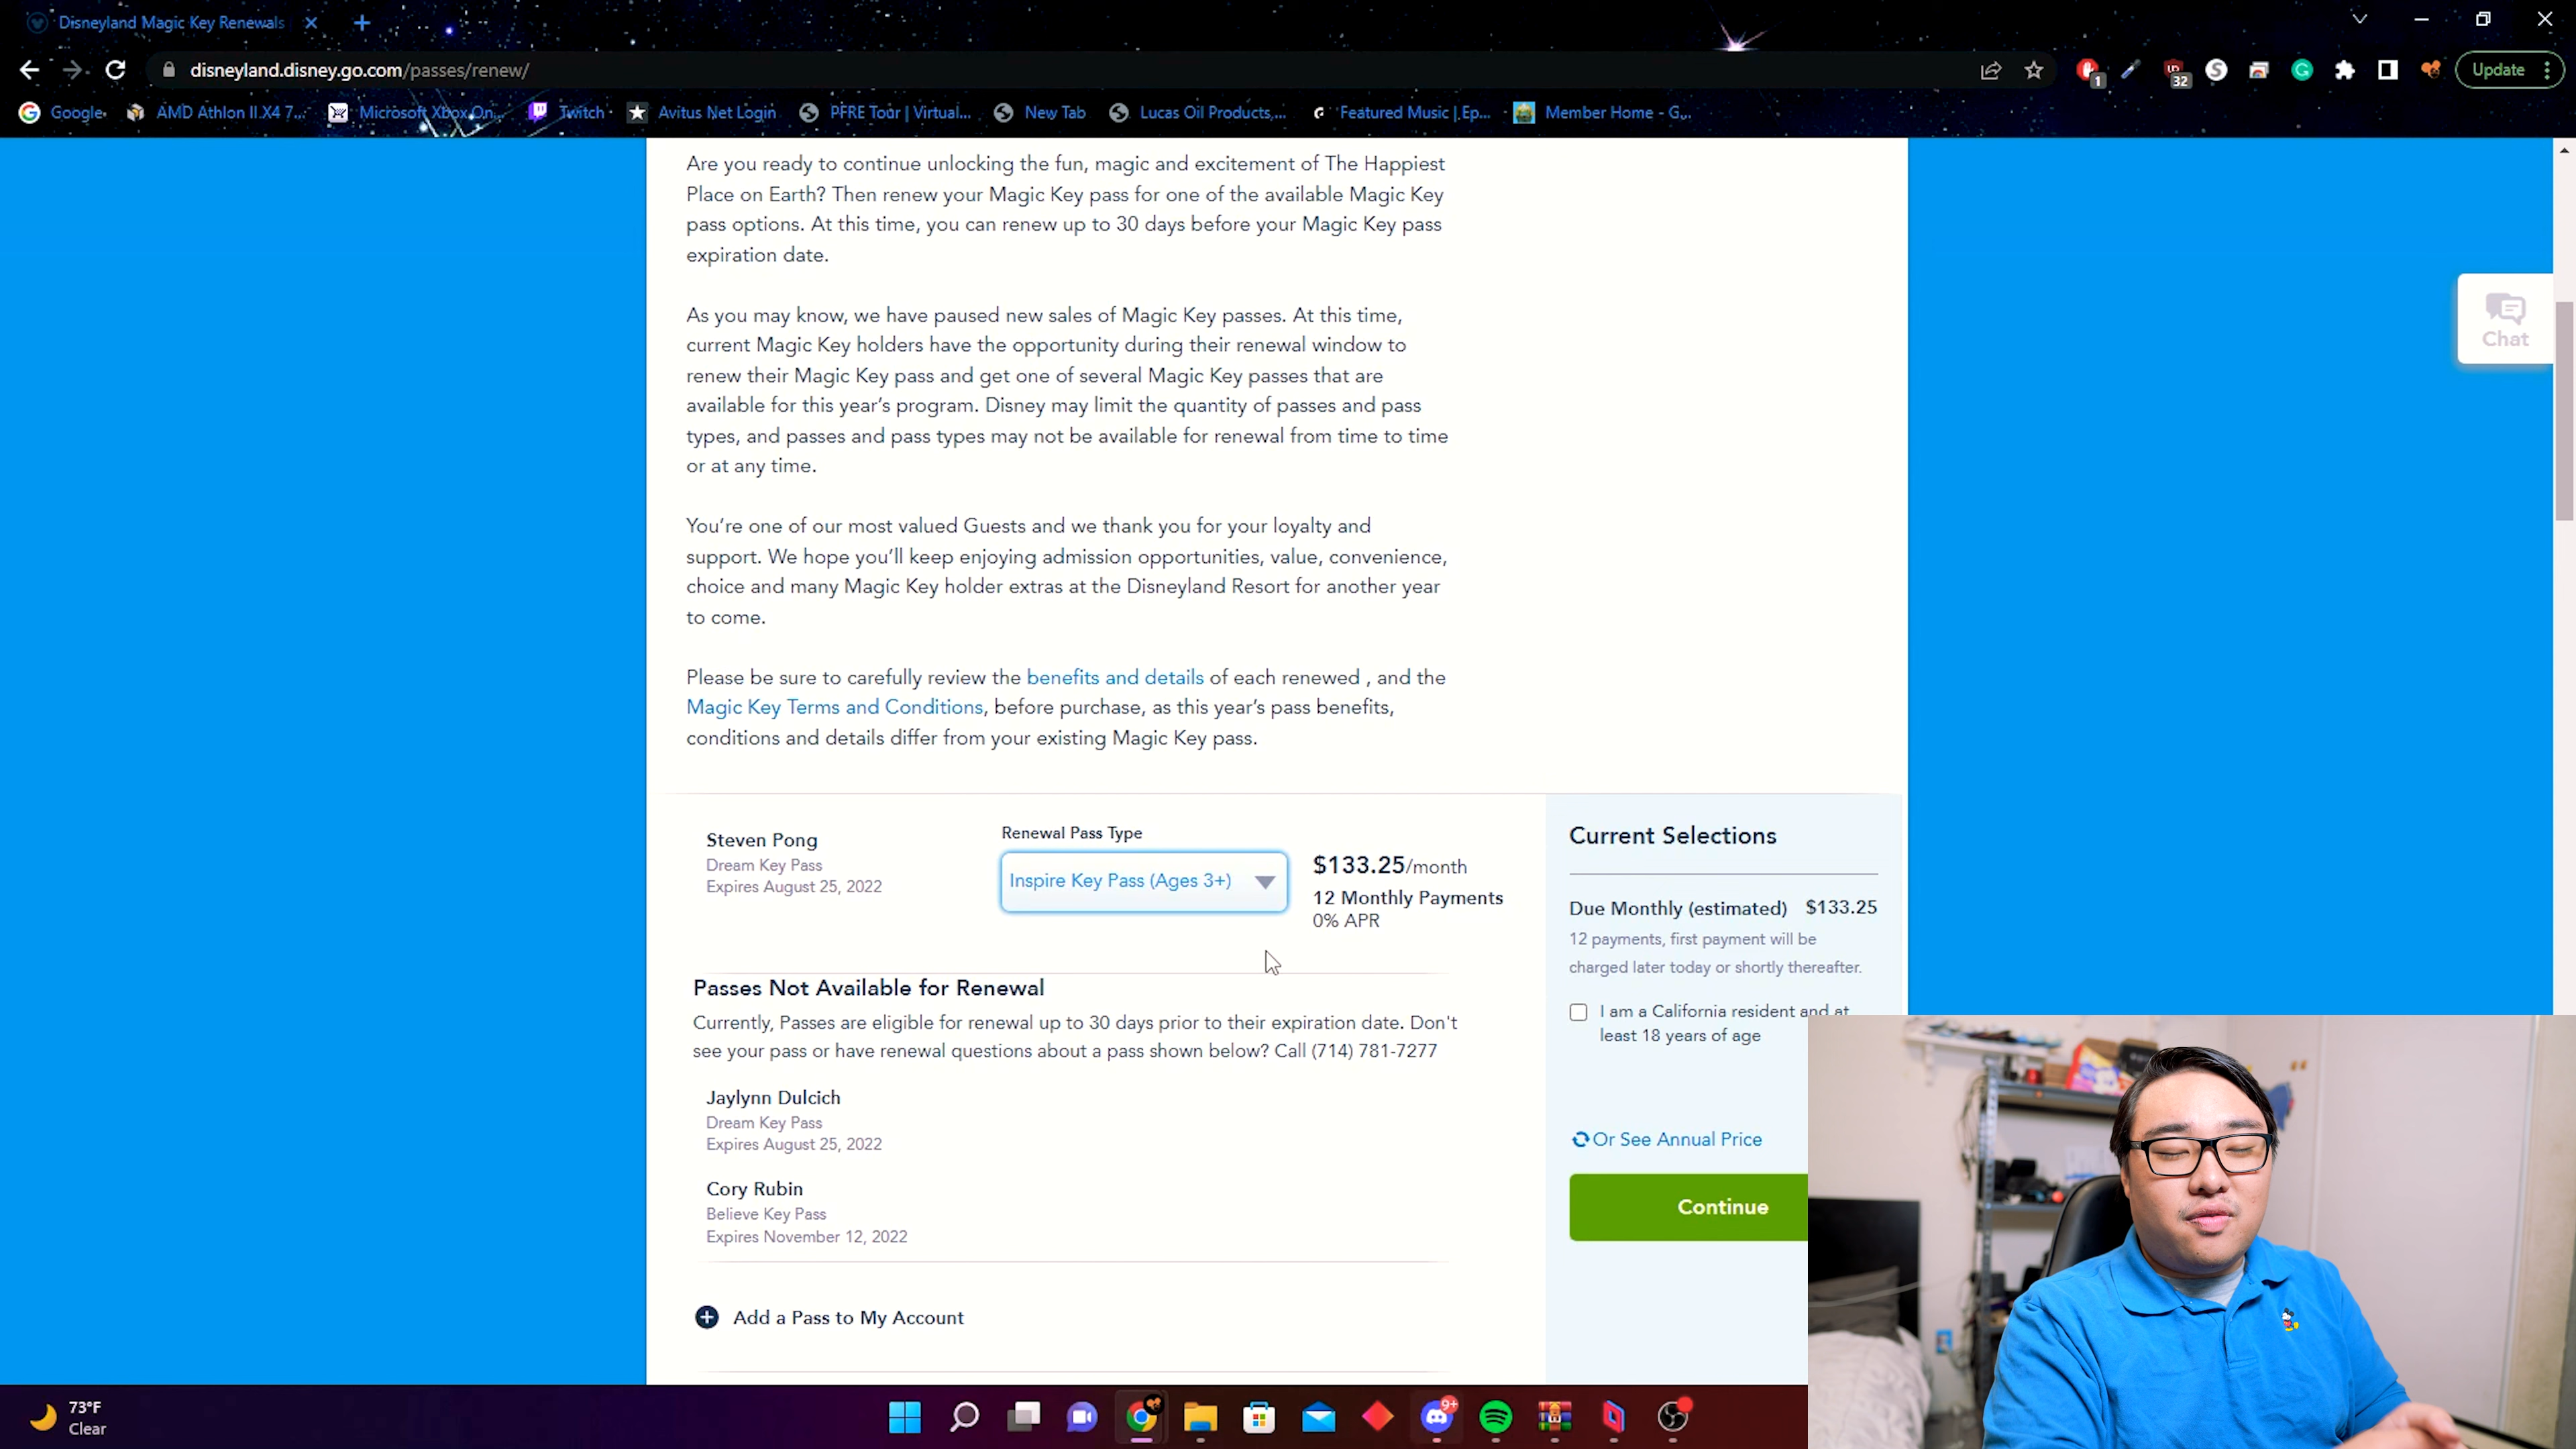 Disneyland Magic Key Renewals
disneyland.disney.go.com/passes/renew/
1
32
Update
Google
AMD Athlon II X4 7...
Microsoft Xbox On...
Twitch
Avitus Net Login
PFRE Tour | Virtual...
New Tab
Lucas Oil Products,...
Featured Music | Ep...
Member Home - G...
Are you ready to continue unlocking the fun, magic and excitement of The Happiest
Place on Earth? Then renew your Magic Key pass for one of the available Magic Key
pass options. At this time, you can renew up to 30 days before your Magic Key pass
expiration date.
Chat
As you may know, we have paused new sales of Magic Key passes. At this time,
current Magic Key holders have the opportunity during their renewal window to
renew their Magic Key pass and get one of several Magic Key passes that are
available for this year's program. Disney may limit the quantity of passes and pass
types, and passes and pass types may not be available for renewal from time to time
or at any time.
You're one of our most valued Guests and we thank you for your loyalty and
support. We hope you'll keep enjoying admission opportunities, value, convenience,
choice and many Magic Key holder extras at the Disneyland Resort for another year
to come.
Please be sure to carefully review the benefits and details of each renewed , and the
Magic Key Terms and Conditions, before purchase, as this year's pass benefits,
conditions and details differ from your existing Magic Key pass.
Steven Pong
Dream Key Pass
Expires August 25, 2022
Renewal Pass Type
Inspire Key Pass (Ages 3+)
$133.25/month
12 Monthly Payments
0% APR
Current Selections
Due Monthly (estimated) $133.25
12 payments, first payment will be
charged later today or shortly thereafter.
I am a California resident and at
least 18 years of age
Or See Annual Price
Continue
Passes Not Available for Renewal
Currently, Passes are eligible for renewal up to 30 days prior to their expiration date. Don't
see your pass or have renewal questions about a pass shown below? Call (714) 781-7277
Jaylynn Dulcich
Dream Key Pass
Expires August 25, 2022
Cory Rubin
Believe Key Pass
Expires November 12, 2022
Add a Pass to My Account
73°F
Clear
9+